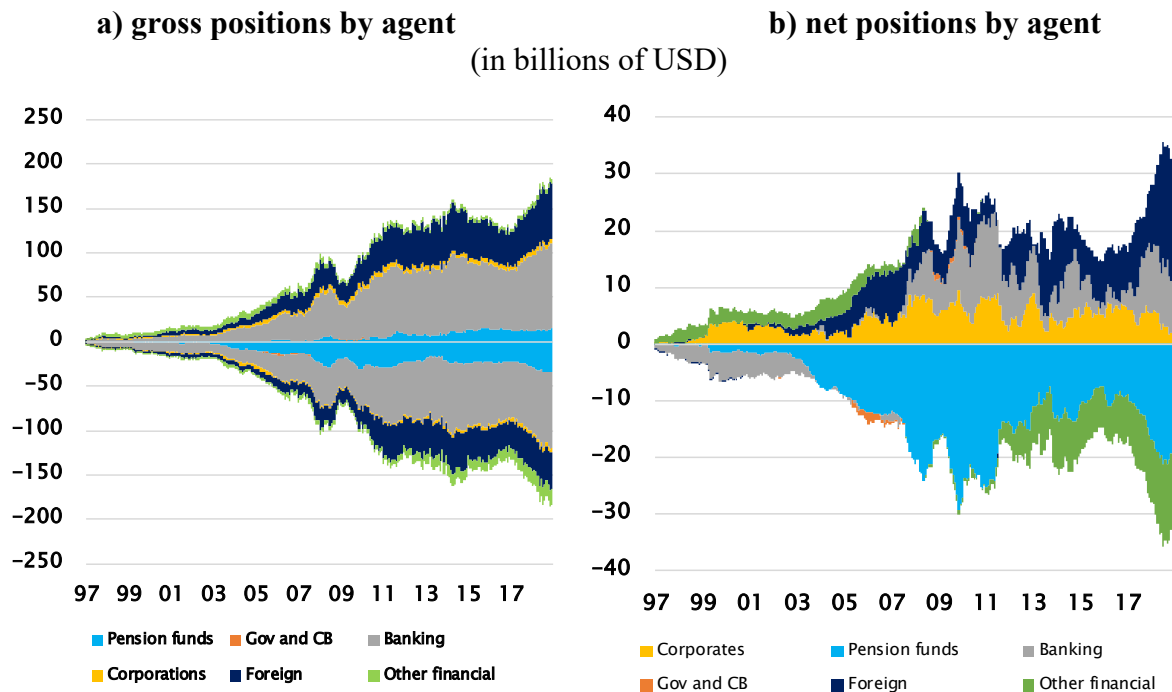 a) gross positions by agent
b) net positions by agent
(in billions of USD)
250
200
150
100
50
0
−50
−100
−150
−200
−250
97 99 01 03 05 07 09 11 13 15 17
Pension funds Gov and CB Banking
Corporations Foreign Other financial
40
30
20
10
0
−10
−20
−30
−40
97 99 01 03 05 07 09 11 13 15 17
Corporates Pension funds Banking
Gov and CB Foreign Other financial